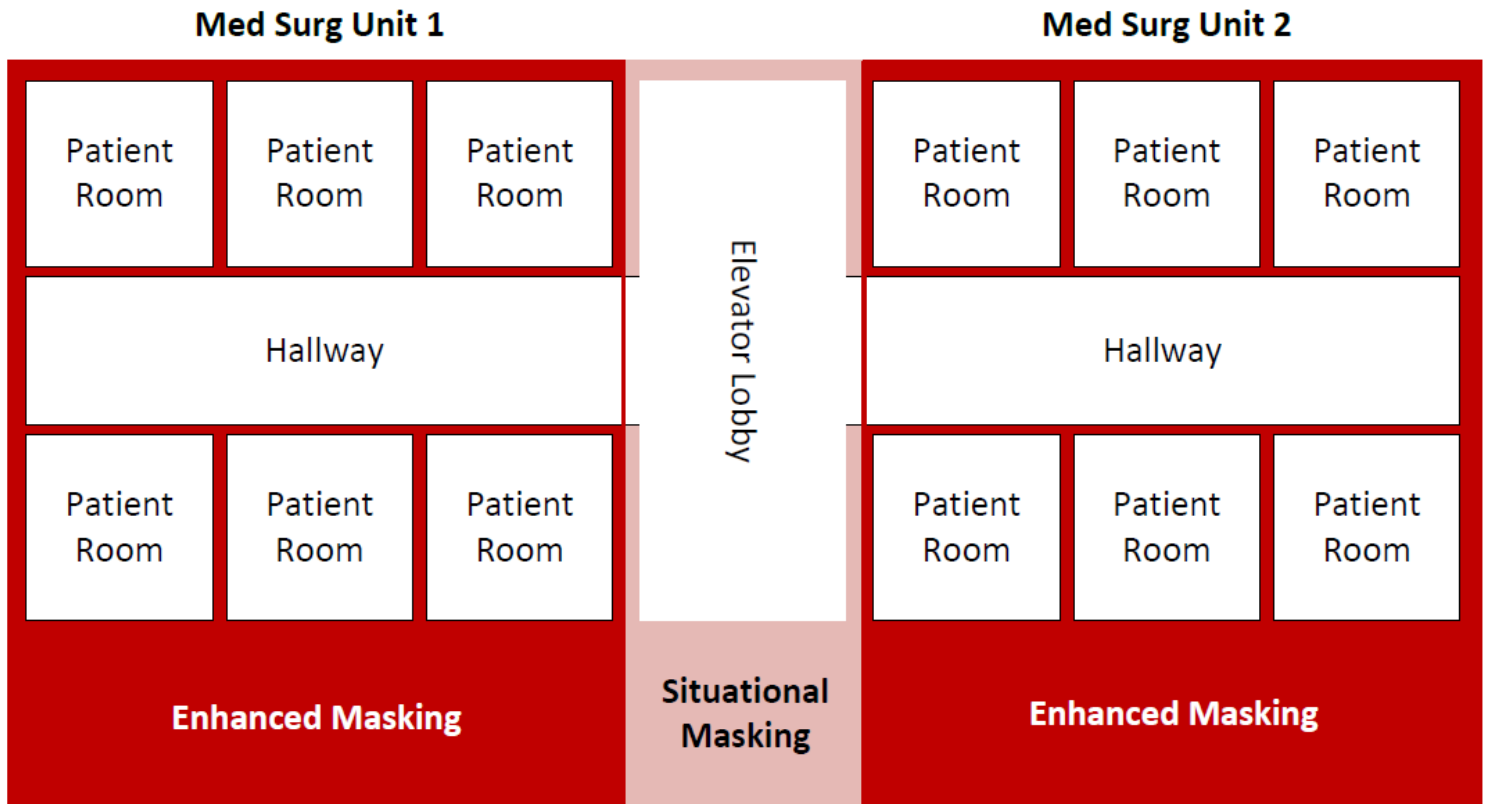 Med Surg Unit 1
Med Surg Unit 2
Patient
Room
Patient
Room
Patient
Room
Patient
Room
Patient
Room
Patient
Room
Hallway
Elevator Lobby
Hallway
Patient
Room
Patient
Room
Patient
Room
Patient
Room
Patient
Room
Patient
Room
Enhanced Masking
Situational
Masking
Enhanced Masking